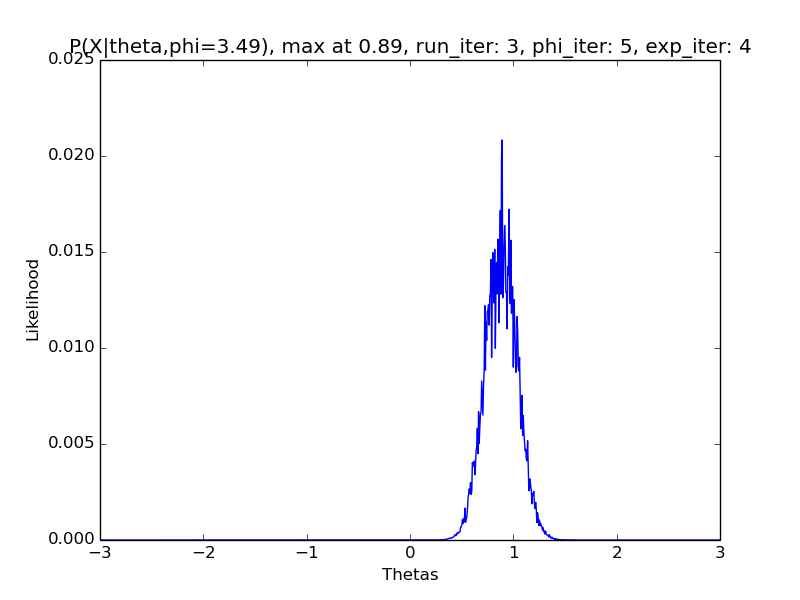 P(X|theta,phi=3.49), max at 0.89, run_iter: 3, phi_iter: 5, exp_iter: 4
0.025
0.020
0.015
0.010
0.005
0.000
Likelihood
−3 −2 −1 0 1 2 3
Thetas